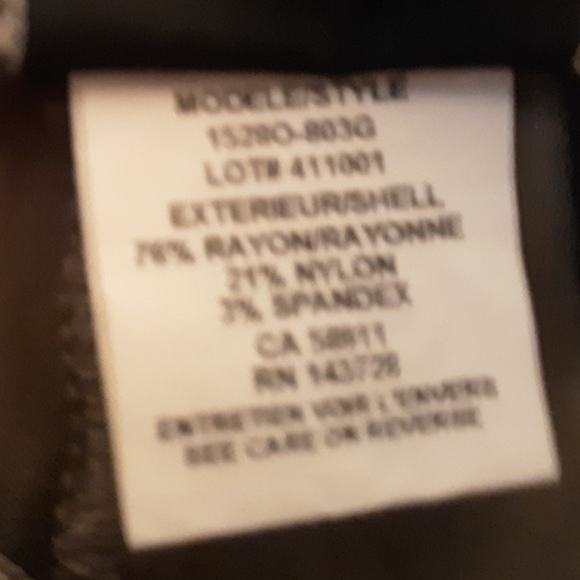 MODELE/STYLE
1528O-803G
LOT# 411001
EXTERIEUR/SHELL
76% RAYON/RAYONNE
21% NYLON
3% SPANDEX
CA 58811
RN 143728
ENTRETIEN VOIR L'ENVERS
SEE CARE ON REVERSE